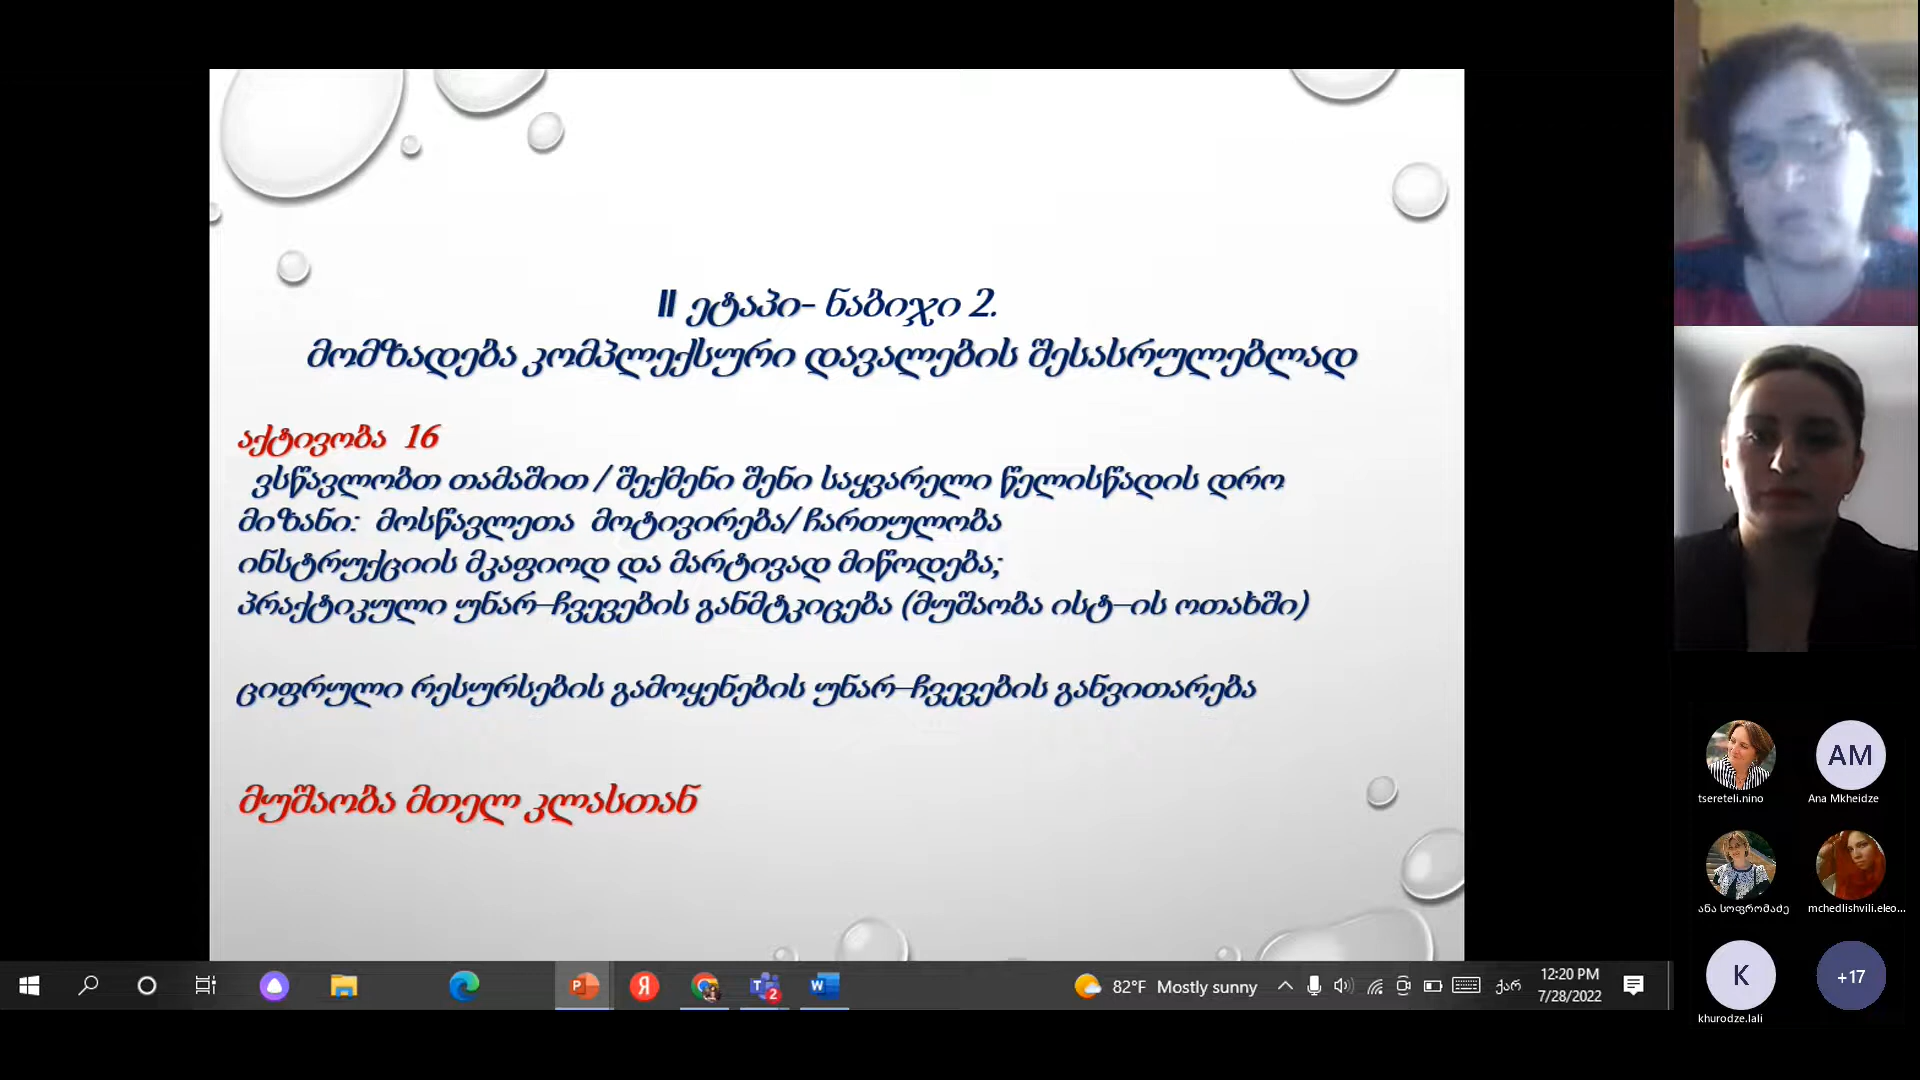 II ეტაპი- ნაბიჯი 2.
მომზადება კომპლექსური დავალების შესასრულებლად
აქტივობა 16
ვსწავლობთ თამაშით / შექმენი შენი საყვარელი წელისწადის დრო
მიზანი: მოსწავლეთა მოტივირება/ ჩართულობა
ინსტრუქციის მკაფიოდ და მარტივად მიწოდება;
პრაქტიკული უნარ–ჩვევების განმტკიცება (მუშაობა ისტ–ის ოთახში)
ციფრული რესურსების გამოყენების უნარ–ჩვევების განვითარება
მუშაობა მთელ კლასთან
AM
tsereteli.nino
Ana Mkheidze
ანა სოფრომაძე
mchedlishvili.eleo...
K
+17
khurodze.lali
82°F Mostly sunny
ქარ
12:20 PM
7/28/2022